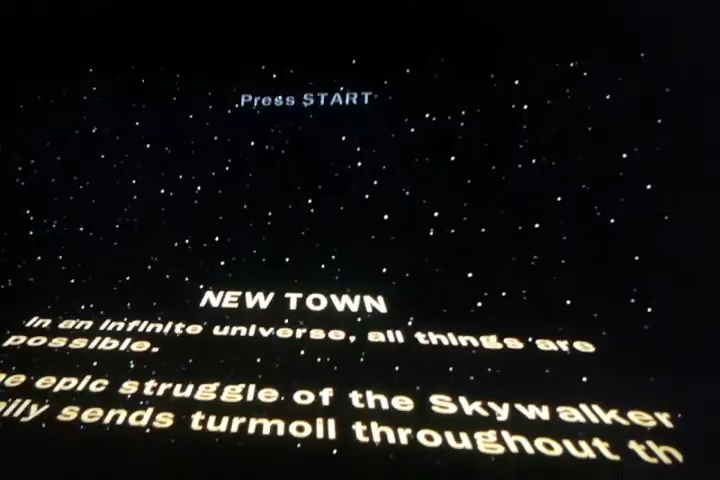 Press START
NEW TOWN
In an infinite universe, all things are
possible.
epic struggle of the Skywalker
sends turmoil throughout